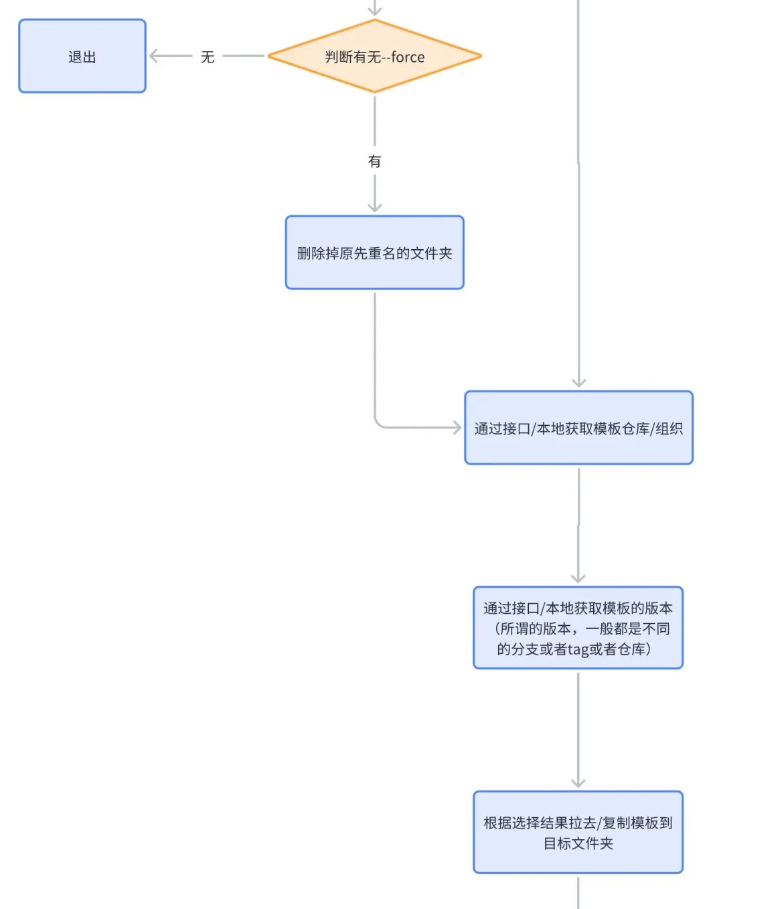 退出
无
判断有无--force
有
删除掉原先重名的文件夹
通过接口/本地获取模板仓库/组织
通过接口/本地获取模板的版本
（所谓的版本，一般都是不同
的分支或者tag或者仓库）
根据选择结果拉去/复制模板到
目标文件夹